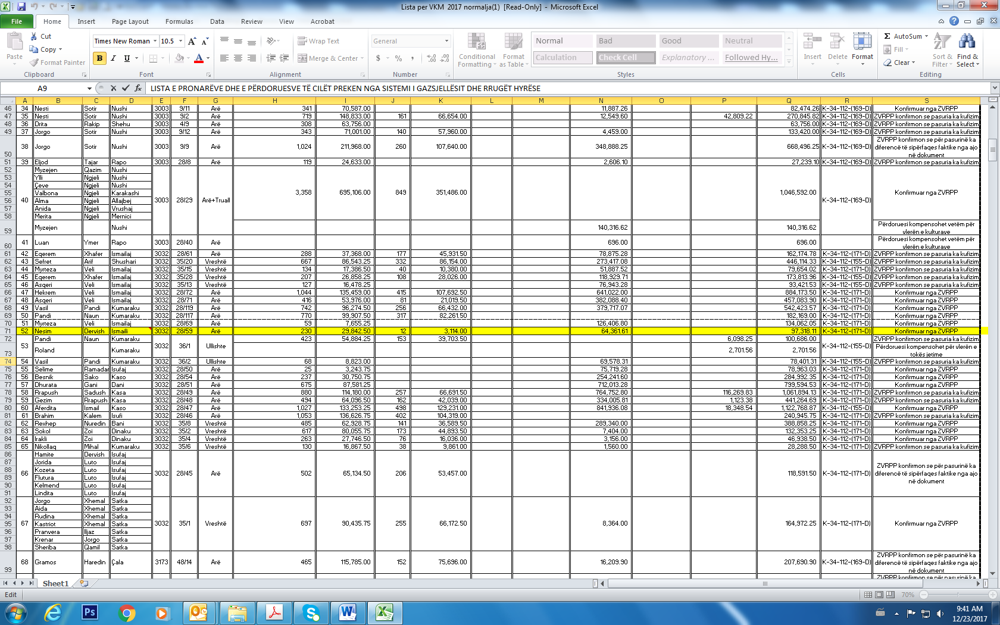 Lista per VKM 2017 normalja(1) [Read-Only] - Microsoft Excel
File Home Insert Page Layout Formulas Data Review View Acrobat
Paste Cut Copy Format Painter Clipboard
Times New Roman 10.5 A A B I U A Font
Wrap Text Merge & Center Alignment
General $ % , Number
Conditional Formatting Format as Table
Normal Bad Good Neutral
Calculation Check Cell Explanatory ... Followed Hy...
Styles
Insert Delete Format Cells
Σ AutoSum Fill Clear Sort & Filter Find & Select Editing
A9 fx LISTA E PRONARËVE DHE E PËRDORUESVE TË CILËT PREKEN NGA SISTEMI I GAZSJELLËSIT DHE RRUGËT HYRËSE
A B C D E F G H I J K L M N O P Q R S
46 34 Nesti Sotir Nushi 3003 9/11 Arë 341 70,587.00 11,887.26 82,474.26 K-34-112-(169-D) Konfirmuar nga ZVRPP
47 35 Nesti Sotir Nushi 3003 9/2 Arë 719 148,833.00 161 66,654.00 12,549.60 42,809.22 270,845.82 K-34-112-(169-D) ZVRPP konfirmon se pasuria ka kufizim
48 36 Drita Rakip Shehu 3003 4/9 Arë 308 63,756.00 63,756.00 K-34-112-(169-D) ZVRPP konfirmon se pasuria ka kufizim
49 37 Jorgo Sotir Nushi 3003 9/12 Arë 343 71,001.00 140 57,960.00 4,459.00 133,420.00 K-34-112-(169-D) ZVRPP konfirmon se pasuria ka kufizim
50 38 Jorgo Sotir Nushi 3003 9/9 Arë 1,024 211,968.00 260 107,640.00 348,888.25 668,496.25 K-34-112-(169-D) ZVRPP konfirmon se për pasurinë ka diferencë të sipërfaqes faktike nga ajo në dokument
51 39 Eljod Tajar Rapo 3003 28/8 Arë 119 24,633.00 2,606.10 27,239.10 K-34-112-(169-D) ZVRPP konfirmon se pasuria ka kufizim
52 Myzejen Qazim Nushi
53 Ylli Ngjeli Nushi
54 Çeve Ngjeli Nushi
55 Valbona Ngjeli Karakashi 3,358 695,106.00 849 351,486.00 1,046,592.00 Konfirmuar nga ZVRPP
56 40 Alma Ngjeli Allajbej 3003 28/29 Arë+Truall K-34-112-(169-D)
57 Anida Ngjeli Vrushaj
58 Merita Ngjeli Mernici
59 Myzejen Nushi 140,316.62 140,316.62 Përdoruesi kompensohet vetëm për vlerën e kulturave
60 41 Luan Ymer Rapo 3003 28/40 Arë 696.00 696.00 Përdoruesi kompensohet vetëm për vlerën e kulturave
61 42 Eqerem Xhafer Ismailaj 3032 28/61 Arë 288 37,368.00 177 45,931.50 78,875.28 162,174.78 K-34-112-(171-D) ZVRPP konfirmon se pasuria ka kufizim
62 43 Sefret Arif Shushari 3032 35/20 Vreshtë 667 86,543.25 332 86,154.00 273,417.08 446,114.33 K-34-112-(155-D) ZVRPP konfirmon se pasuria ka kufizim
63 44 Myrteza Veli Ismailaj 3032 35/15 Vreshtë 134 17,386.50 40 10,380.00 51,887.52 79,654.02 K-34-112-(171-D) ZVRPP konfirmon se pasuria ka kufizim
64 45 Eqerem Xhafer Ismailaj 3032 35/28 Vreshtë 207 26,858.25 108 28,026.00 118,929.71 173,813.96 K-34-112-(155-D) ZVRPP konfirmon se pasuria ka kufizim
65 46 Asqeri Veli Ismailaj 3032 35/13 Vreshtë 127 16,478.25 76,943.28 93,421.53 K-34-112-(155-D) ZVRPP konfirmon se pasuria ka kufizim
66 47 Hekrem Veli Ismailaj 3032 28/72 Arë 1,044 135,459.00 415 107,692.50 641,022.00 884,173.50 K-34-112-(171-D) Konfirmuar nga ZVRPP
67 48 Asqeri Veli Ismailaj 3032 28/71 Arë 416 53,976.00 81 21,019.50 382,088.40 457,083.90 K-34-112-(171-D) Konfirmuar nga ZVRPP
68 49 Vasil Pandi Kumaraku 3032 28/119 Arë 742 96,274.50 256 66,432.00 379,717.07 542,423.57 K-34-112-(171-D) Konfirmuar nga ZVRPP
69 50 Pandi Naun Kumaraku 3032 28/117 Arë 770 99,907.50 317 82,261.50 182,169.00 K-34-112-(171-D) Konfirmuar nga ZVRPP
70 51 Myrteza Veli Ismailaj 3032 28/69 Arë 59 7,655.25 126,406.80 134,062.05 K-34-112-(171-D) Konfirmuar nga ZVRPP
71 52 Nesim Dervish Ismaili 3032 28/59 Arë 230 29,842.50 12 3,114.00 64,361.61 97,318.11 K-34-112-(171-D) Konfirmuar nga ZVRPP
72 53 Pandi Naun Kumaraku 3032 36/1 Ullishte 423 54,884.25 153 39,703.50 6,098.25 100,686.00 K-34-112-(155-D) ZVRPP konfirmon se pasuria ka kufizim
73 Roland Kumaraku 2,701.56 2,701.56 Përdoruesi kompensohet për vlerën e tokës jetime
74 54 Vasil Pandi Kumaraku 3032 36/2 Ullishte 68 8,823.00 69,578.31 78,401.31 K-34-112-(155-D) ZVRPP konfirmon se pasuria ka kufizim
75 55 Selime Ramadan Isufaj 3032 28/50 Arë 25 3,243.75 75,719.28 78,963.03 K-34-112-(171-D) Konfirmuar nga ZVRPP
76 56 Besnik Sako Kaso 3032 28/54 Arë 237 30,750.75 254,241.60 284,992.35 K-34-112-(171-D) Konfirmuar nga ZVRPP
77 57 Dhurata Gani Dani 3032 28/51 Arë 675 87,581.25 712,013.28 799,594.53 K-34-112-(171-D) Konfirmuar nga ZVRPP
78 58 Rrapush Sadush Kasa 3032 28/49 Arë 880 114,180.00 257 66,691.50 764,752.80 116,269.83 1,061,894.13 K-34-112-(171-D) ZVRPP konfirmon se pasuria ka kufizim
79 59 Gezim Rrapush Kasa 3032 28/48 Arë 494 64,096.50 162 42,039.00 334,005.81 1,123.38 441,264.69 K-34-112-(171-D) ZVRPP konfirmon se pasuria ka kufizim
80 60 Aferdita Ismail Kaso 3032 28/47 Arë 1,027 133,253.25 498 129,231.00 841,936.08 18,348.54 1,122,768.87 K-34-112-(155-D) Konfirmuar nga ZVRPP
81 61 Brahim Kalem Isufi 3032 28/46 Arë 1,053 136,626.75 402 104,319.00 240,945.75 K-34-112-(171-D) ZVRPP konfirmon se pasuria ka kufizim
82 62 Rexhep Nuredin Bani 3032 35/8 Vreshtë 485 62,928.75 141 36,589.50 289,340.00 388,858.25 K-34-112-(171-D) Konfirmuar nga ZVRPP
83 63 Sokol Zoi Dinaku 3032 35/2 Vreshtë 617 80,055.75 173 44,893.50 7,404.00 132,353.25 K-34-112-(171-D) Konfirmuar nga ZVRPP
84 64 Irakli Zoi Dinaku 3032 35/4 Vreshtë 263 27,746.50 76 16,036.00 3,156.00 46,938.50 K-34-112-(171-D) Konfirmuar nga ZVRPP
85 65 Nikollaq Mihal Kumaraku 3032 35/6 Vreshtë 130 16,867.50 38 9,861.00 1,560.00 28,288.50 K-34-112-(171-D) ZVRPP konfirmon se pasuria ka kufizim
86 Hamite Dervish Isufaj
87 Jorida Luto Isufaj
88 66 Kozeta Luto Isufaj 3032 28/45 Arë 502 65,134.50 206 53,457.00 118,591.50 K-34-112-(171-D) ZVRPP konfirmon se për pasurinë ka diferencë të sipërfaqes faktike nga ajo në dokument
89 Flutura Luto Isufaj
90 Kelmend Luto Isufaj
91 Lindita Luto Isufaj
92 Jorgo Xhemal Satka
93 Aida Xhemal Satka
94 Rudina Xhemal Satka
95 67 Kastriot Xhemal Satka 3032 35/1 Vreshtë 697 90,435.75 255 66,172.50 8,364.00 164,972.25 K-34-112-(171-D) Konfirmuar nga ZVRPP
96 Pranvera Iljaz Satka
97 Krenar Jorgo Satka
98 Sheriba Qamil Satka
99 68 Gramos Haredin Çala 3173 48/14 Arë 465 115,785.00 152 75,696.00 16,209.90 207,690.90 K-34-112-(169-D) ZVRPP konfirmon se për pasurinë ka diferencë të sipërfaqes faktike nga ajo në dokument
ZVRPP konfirmon se për pasurinë ka
Sheet1
Edit 70%
Ps
9:41 AM
12/23/2017